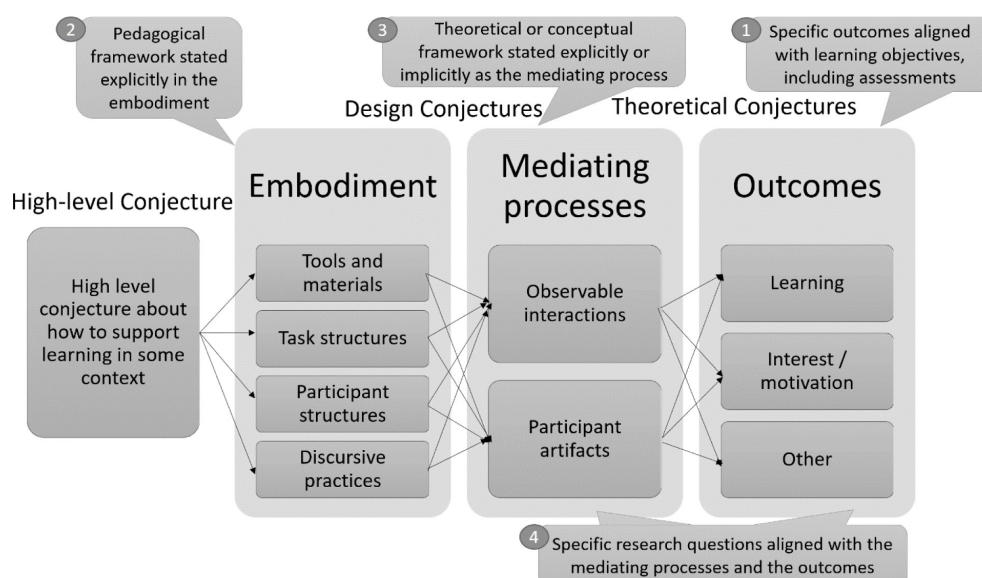 2
Pedagogical
framework stated
explicitly in the
embodiment
3
Theoretical or conceptual
framework stated explicitly or
implicitly as the mediating process
1
Specific outcomes aligned
with learning objectives,
including assessments
Design Conjectures
Theoretical Conjectures
High-level Conjecture
High level
conjecture about
how to support
learning in some
context
Embodiment
Tools and
materials
Task structures
Participant
structures
Discursive
practices
Mediating
processes
Observable
interactions
Participant
artifacts
Outcomes
Learning
Interest /
motivation
Other
4
Specific research questions aligned with the
mediating processes and the outcomes